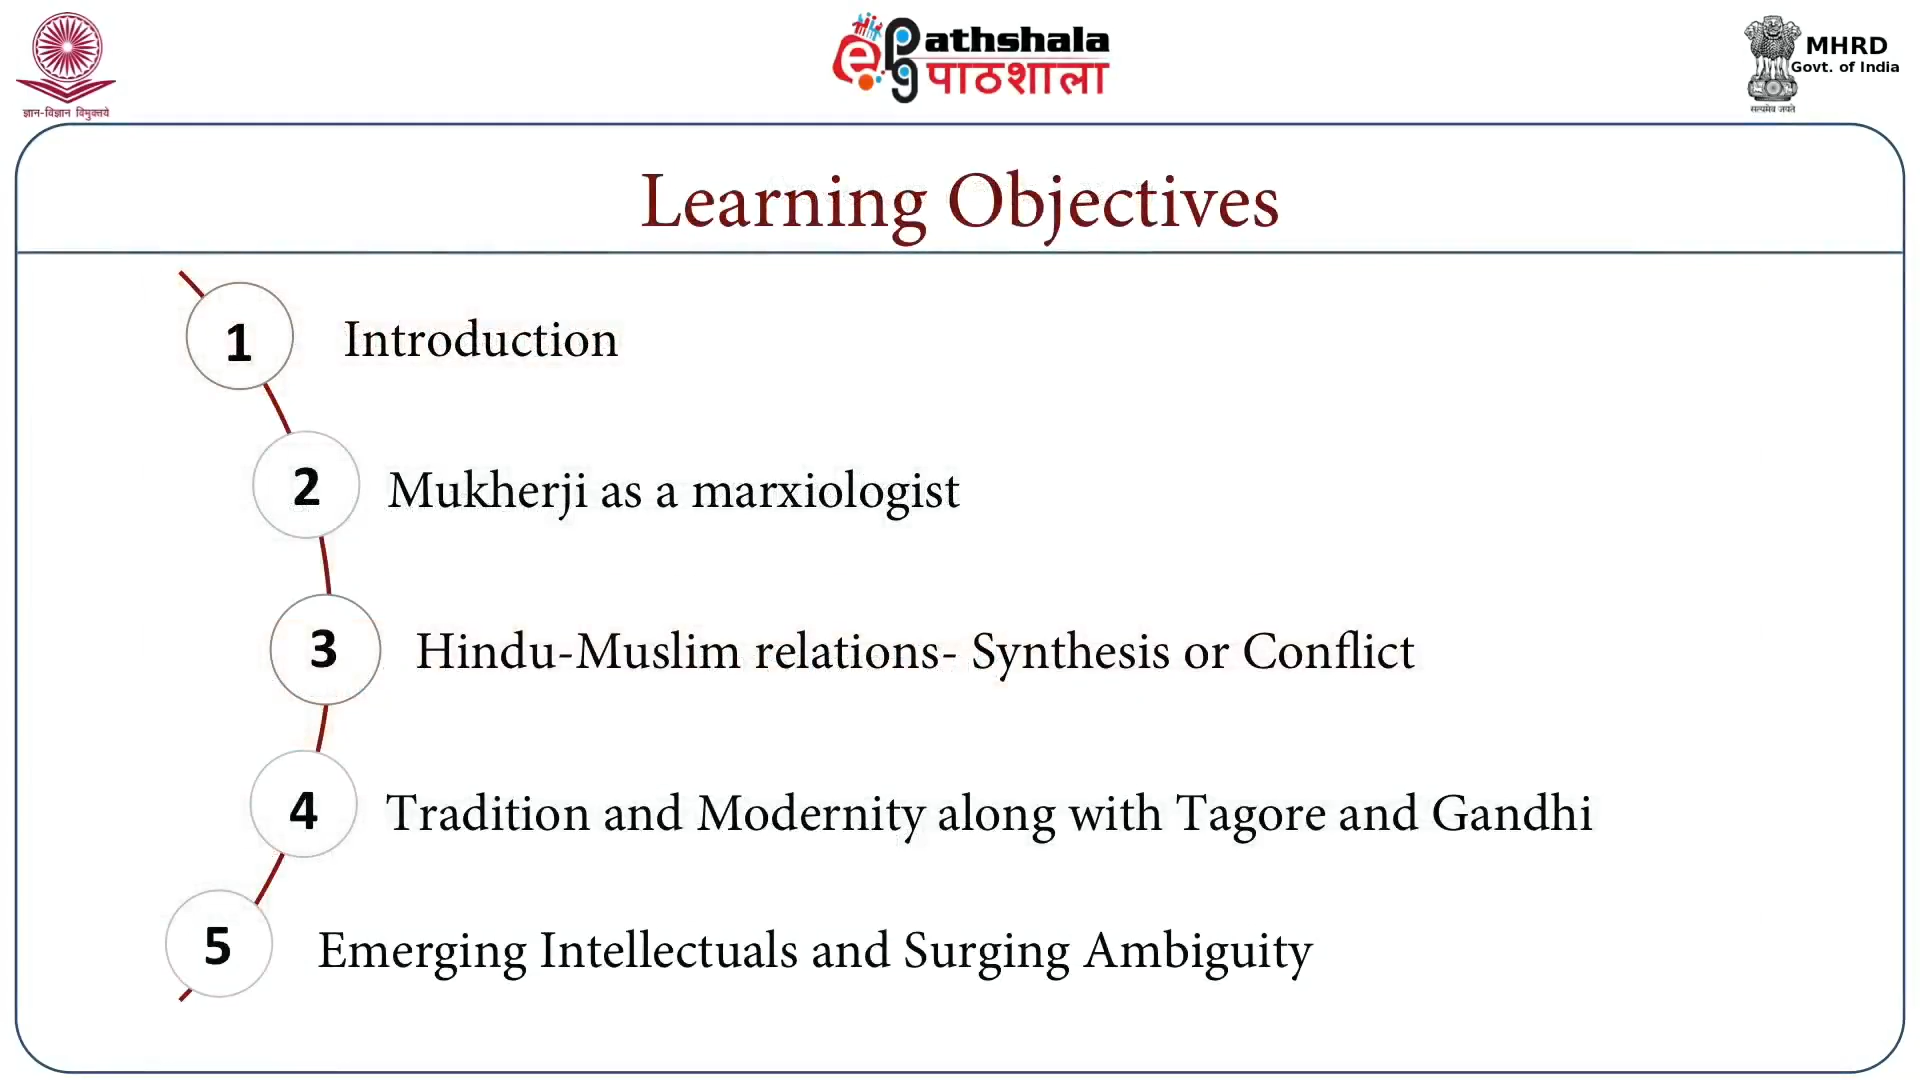 ज्ञान-विज्ञान विमुक्तये
ePG Pathshala
पाठशाला
सत्यमेव जयते
MHRD
Govt. of India
Learning Objectives
1 Introduction
2 Mukherji as a marxiologist
3 Hindu-Muslim relations- Synthesis or Conflict
4 Tradition and Modernity along with Tagore and Gandhi
5 Emerging Intellectuals and Surging Ambiguity